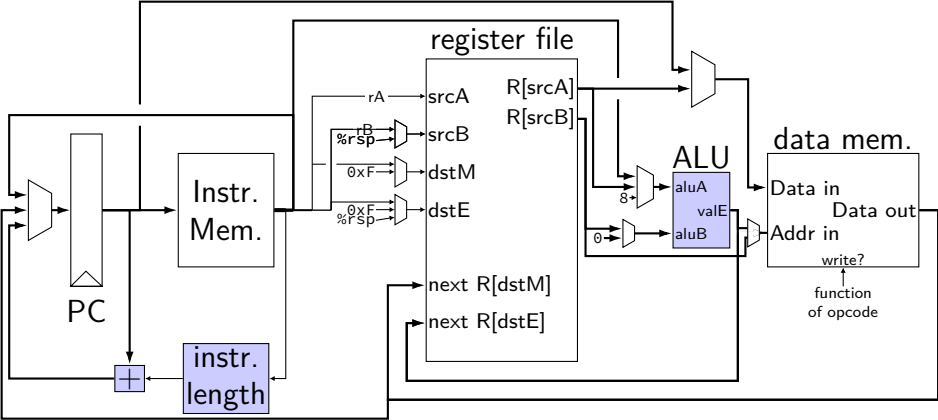 register file
R[srcA]
rA
srcA
R[srcB]
rB
srcB
%rsp
data mem.
ALU
Instr.
Mem.
0xF
dstM
aluA
Data in
8
0xF
dstE
valE
Data out
%rsp
0
aluB
Addr in
write?
next R[dstM]
function
of opcode
PC
next R[dstE]
instr.
length
+